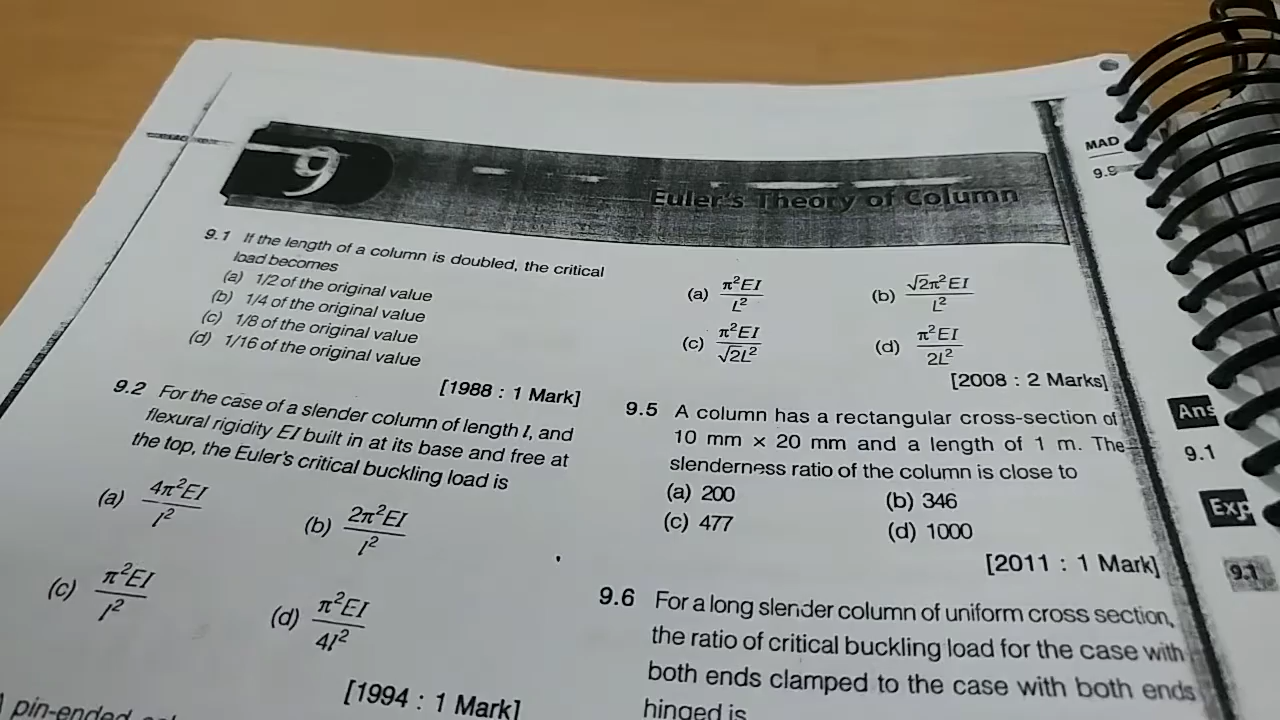 9
Euler's Theory of Column
9.1 If the length of a column is doubled, the critical
load becomes
(a) 1/2 of the original value
(b) 1/4 of the original value
(c) 1/8 of the original value
(d) 1/16 of the original value
[1988 : 1 Mark]
9.2 For the case of a slender column of length l, and
flexural rigidity EI built in at its base and free at
the top, the Euler's critical buckling load is
(a) 4π²EI/l² (b) 2π²EI/l²
(c) π²EI/l² (d) π²EI/4l²
[1994 : 1 Mark]
pin-ended
(a) π²EI/L² (b) √2π²EI/L²
(c) π²EI/√2L² (d) π²EI/2L²
[2008 : 2 Marks]
9.5 A column has a rectangular cross-section of
10 mm × 20 mm and a length of 1 m. The
slenderness ratio of the column is close to
(a) 200 (b) 346
(c) 477 (d) 1000
[2011 : 1 Mark]
9.6 For a long slender column of uniform cross section,
the ratio of critical buckling load for the case with
both ends clamped to the case with both ends
hinged is
MAD
Ans
9.1
Exp
9.1